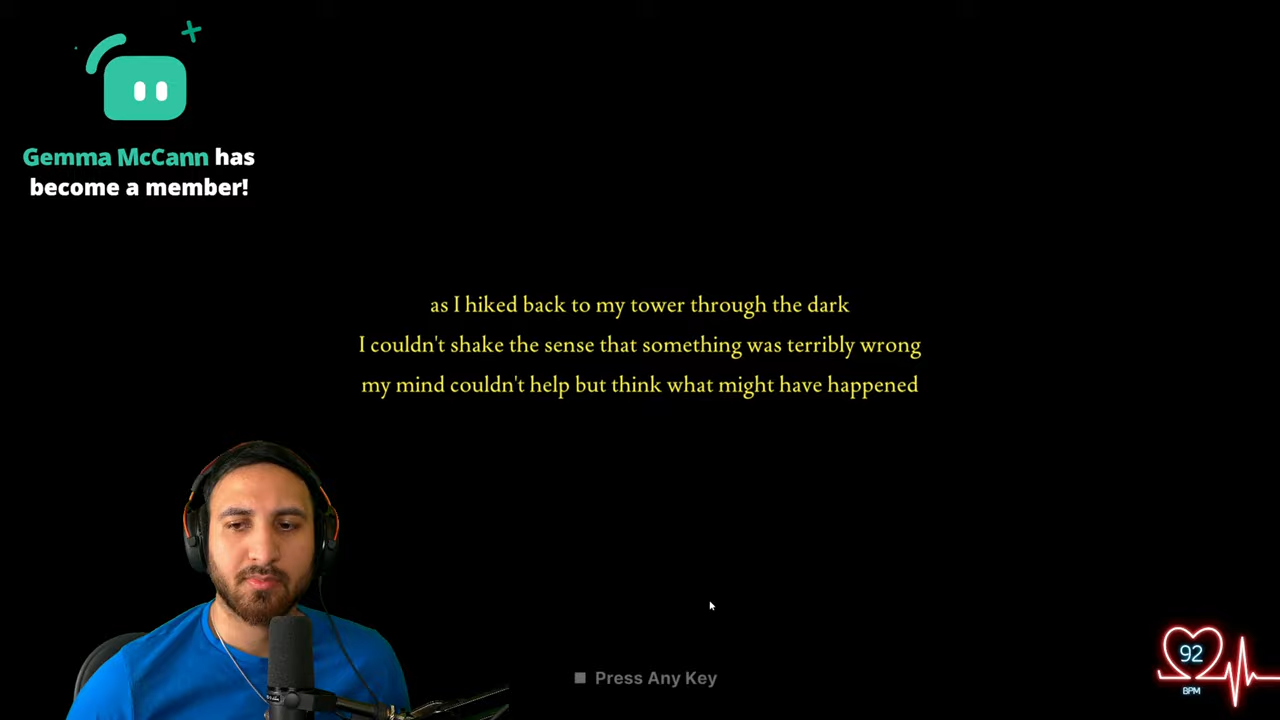 Gemma McCann has
become a member!
as I hiked back to my tower through the dark
I couldn't shake the sense that something was terribly wrong
my mind couldn't help but think what might have happened
Press Any Key
92
BPM